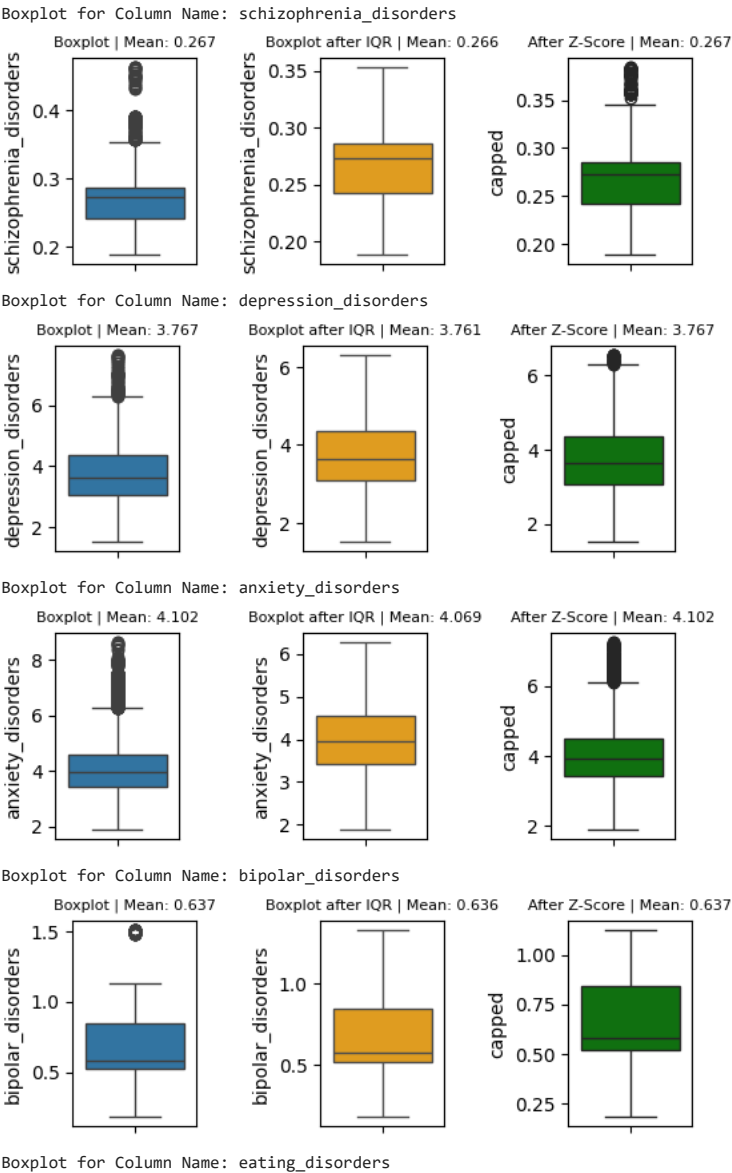 Boxplot for Column Name: schizophrenia_disorders
Boxplot | Mean: 0.267
Boxplot after IQR | Mean: 0.266
After Z-Score | Mean: 0.267
schizophrenia_disorders
0.4
0.3
0.2
schizophrenia_disorders
0.35
0.30
0.25
0.20
capped
0.35
0.30
0.25
0.20
Boxplot for Column Name: depression_disorders
Boxplot | Mean: 3.767
Boxplot after IQR | Mean: 3.761
After Z-Score | Mean: 3.767
depression_disorders
6
4
2
depression_disorders
6
4
2
capped
6
4
2
Boxplot for Column Name: anxiety_disorders
Boxplot | Mean: 4.102
Boxplot after IQR | Mean: 4.069
After Z-Score | Mean: 4.102
anxiety_disorders
8
6
4
2
anxiety_disorders
6
5
4
3
2
capped
6
4
2
Boxplot for Column Name: bipolar_disorders
Boxplot | Mean: 0.637
Boxplot after IQR | Mean: 0.636
After Z-Score | Mean: 0.637
bipolar_disorders
1.5
1.0
0.5
bipolar_disorders
1.0
0.5
capped
1.00
0.75
0.50
0.25
Boxplot for Column Name: eating_disorders